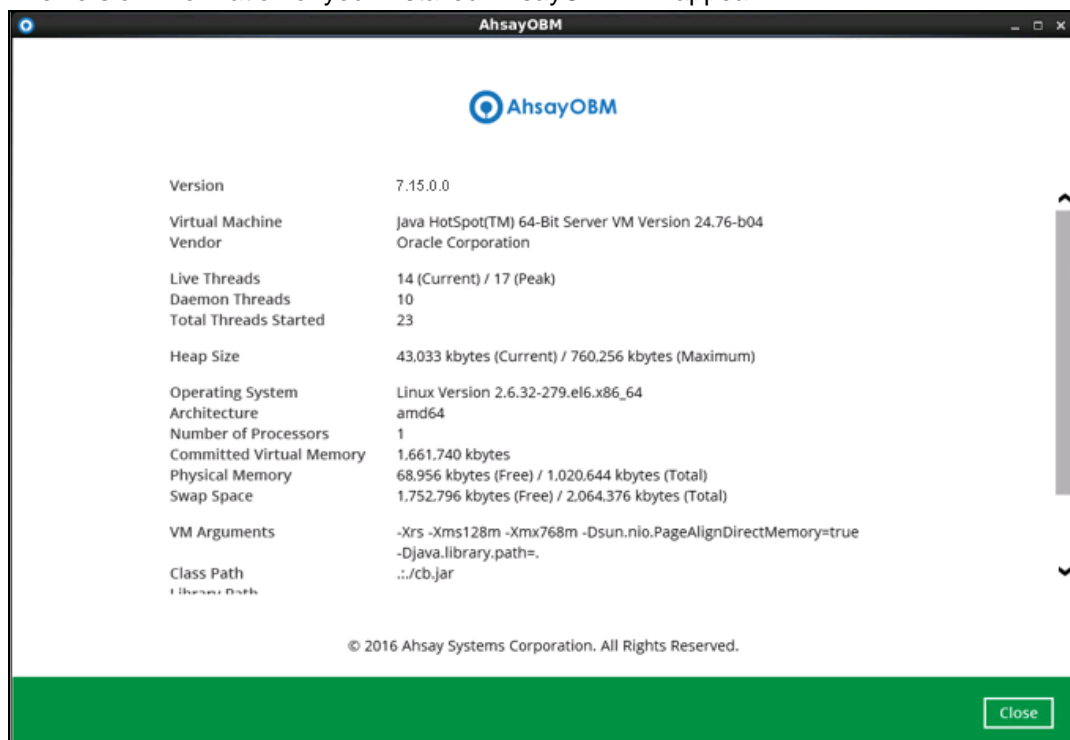 AhsayOBM
AhsayOBM
Version 7.15.0.0
Virtual Machine Java HotSpot(TM) 64-Bit Server VM Version 24.76-b04
Vendor Oracle Corporation
Live Threads 14 (Current) / 17 (Peak)
Daemon Threads 10
Total Threads Started 23
Heap Size 43,033 kbytes (Current) / 760,256 kbytes (Maximum)
Operating System Linux Version 2.6.32-279.el6.x86_64
Architecture amd64
Number of Processors 1
Committed Virtual Memory 1,661,740 kbytes
Physical Memory 68,956 kbytes (Free) / 1,020,644 kbytes (Total)
Swap Space 1,752,796 kbytes (Free) / 2,064,376 kbytes (Total)
VM Arguments -Xrs -Xms128m -Xmx768m -Dsun.nio.PageAlignDirectMemory=true
-Djava.library.path=.
Class Path .:./cb.jar
Library Path
© 2016 Ahsay Systems Corporation. All Rights Reserved.
Close